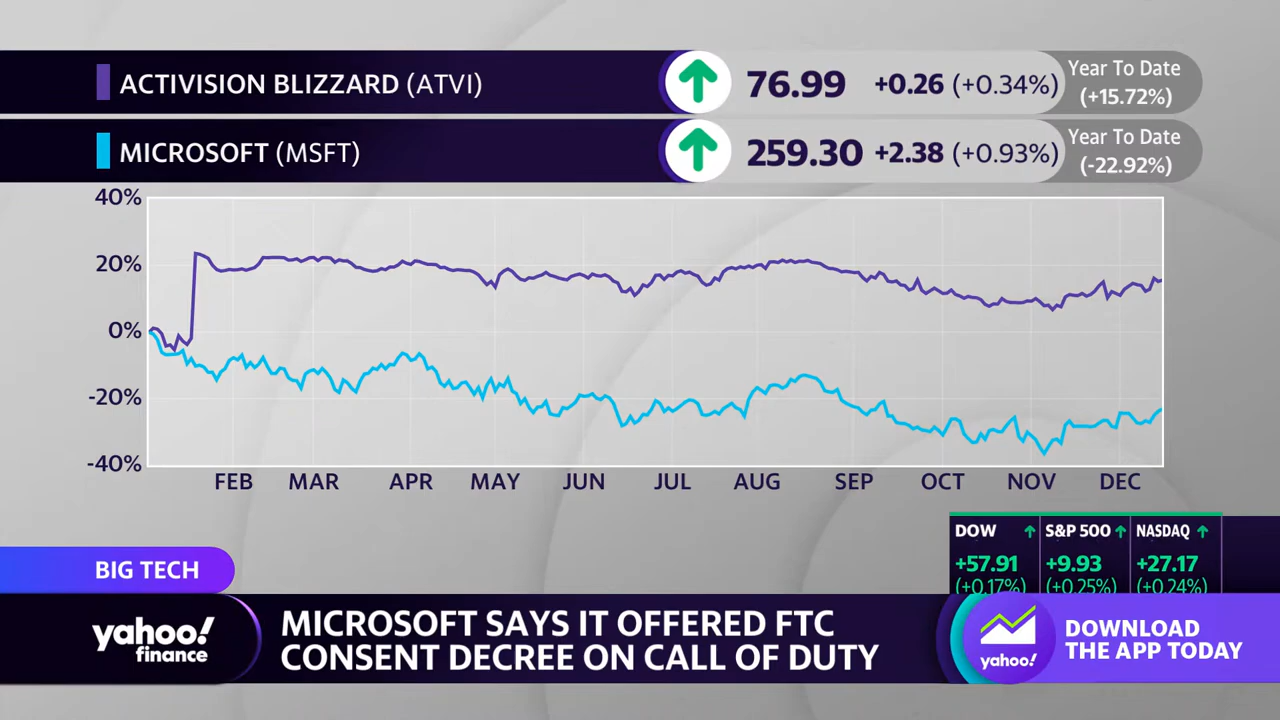 ACTIVISION BLIZZARD (ATVI) 76.99 +0.26 (+0.34%) Year To Date
(+15.72%)
MICROSOFT (MSFT) 259.30 +2.38 (+0.93%) Year To Date
(-22.92%)
40%
20%
0%
-20%
-40%
FEB MAR APR MAY JUN JUL AUG SEP OCT NOV DEC
DOW S&P 500 NASDAQ
+57.91 +9.93 +27.17
(+0.17%) (+0.25%) (+0.24%)
BIG TECH
yahoo!
finance
MICROSOFT SAYS IT OFFERED FTC
CONSENT DECREE ON CALL OF DUTY
yahoo!
DOWNLOAD
THE APP TODAY